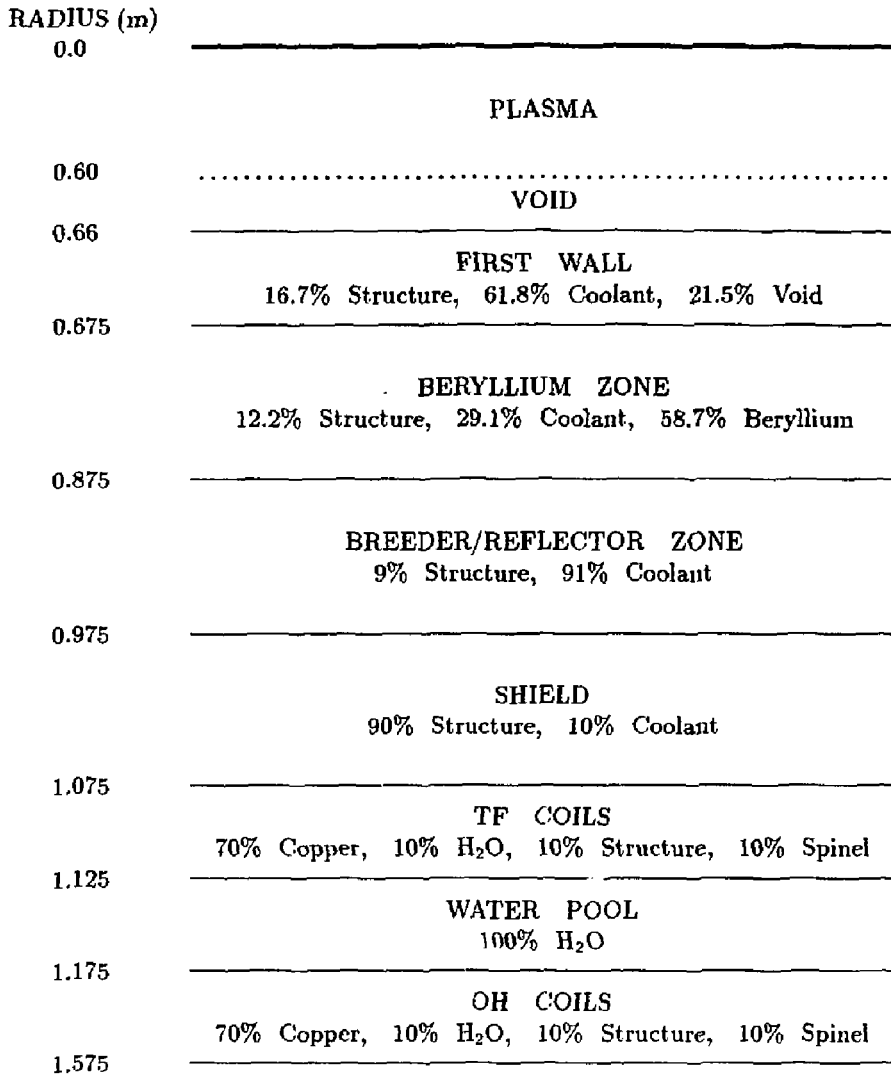 RADIUS (m)
0.0
PLASMA
0.60
VOID
0.66
FIRST WALL
16.7% Structure, 61.8% Coolant, 21.5% Void
0.675
BERYLLIUM ZONE
12.2% Structure, 29.1% Coolant, 58.7% Beryllium
0.875
BREEDER/REFLECTOR ZONE
9% Structure, 91% Coolant
0.975
SHIELD
90% Structure, 10% Coolant
1.075
TF COILS
70% Copper, 10% H₂O, 10% Structure, 10% Spinel
1.125
WATER POOL
100% H₂O
1.175
OH COILS
70% Copper, 10% H₂O, 10% Structure, 10% Spinel
1.575